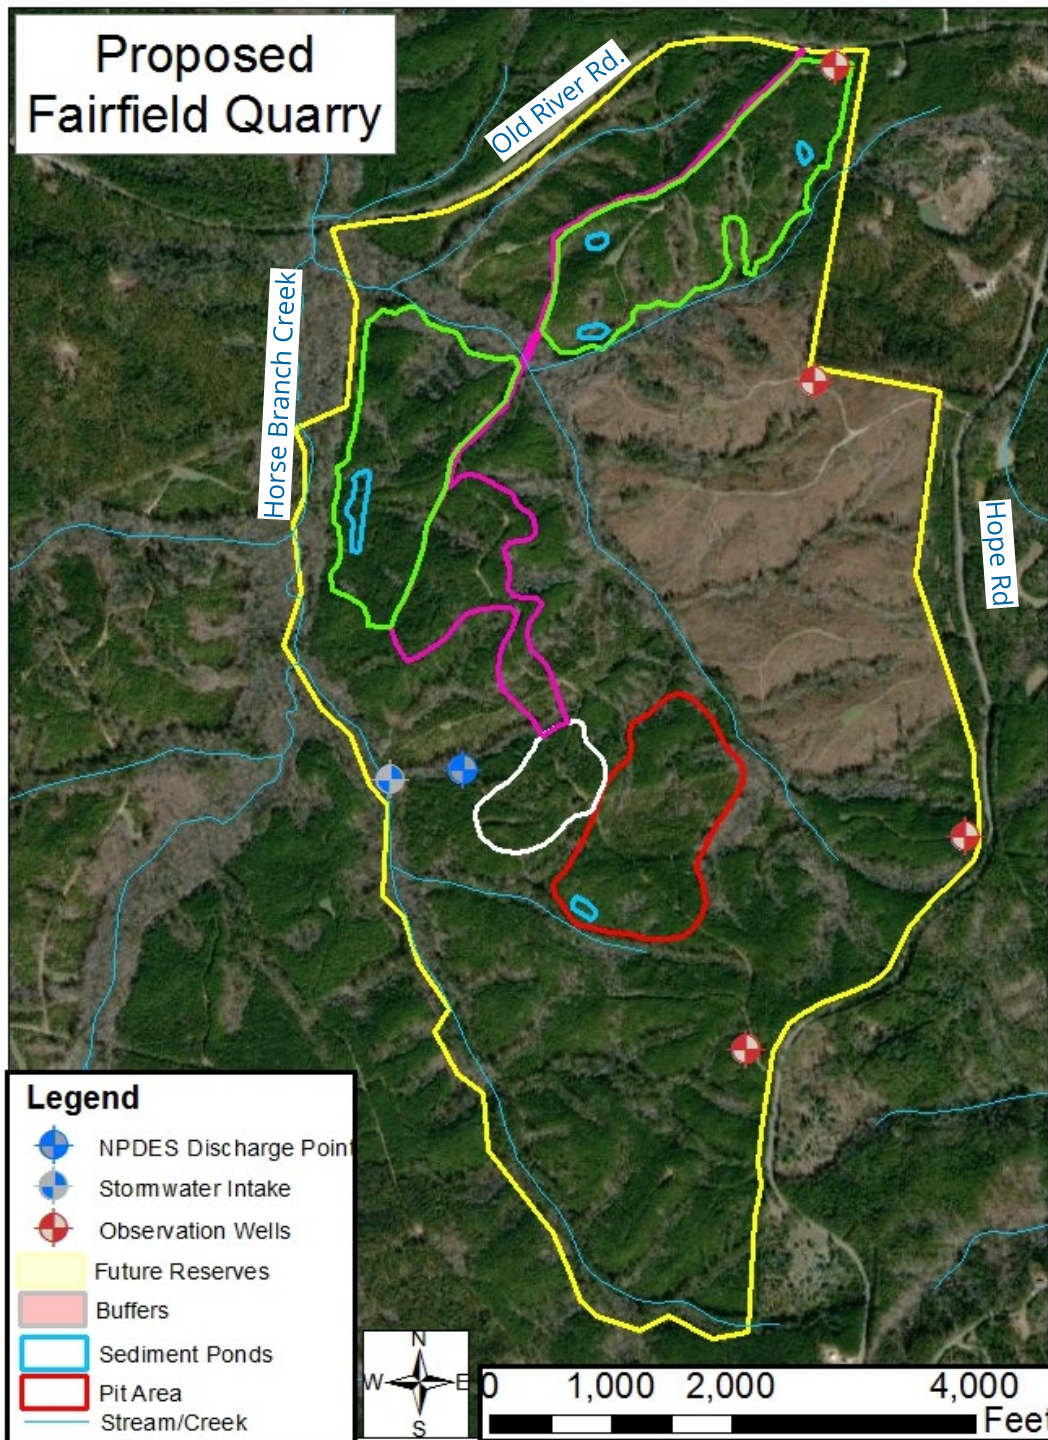 Proposed
Fairfield Quarry
Old River Rd.
Horse Branch Creek
Hope Rd
Legend
NPDES Discharge Point
Stormwater Intake
Observation Wells
Future Reserves
Buffers
Sediment Ponds
Pit Area
Stream/Creek
N
W E
S
0 1,000 2,000 4,000
Feet